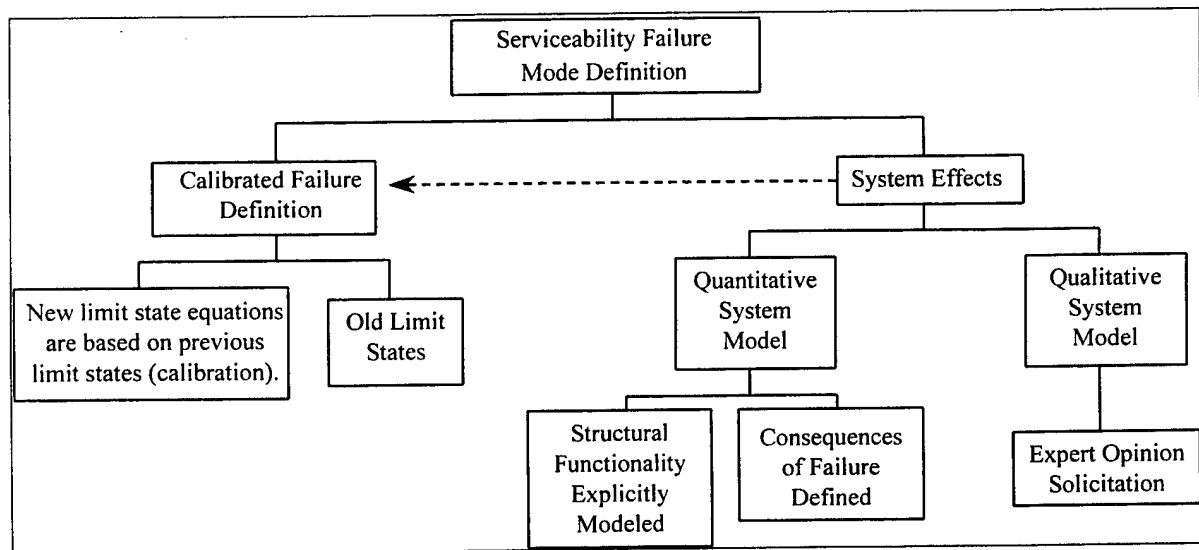 Serviceability Failure
Mode Definition
Calibrated Failure
Definition
System Effects
New limit state equations
are based on previous
limit states (calibration).
Old Limit
States
Quantitative
System
Model
Qualitative
System
Model
Structural
Functionality
Explicitly
Modeled
Consequences
of Failure
Defined
Expert Opinion
Solicitation